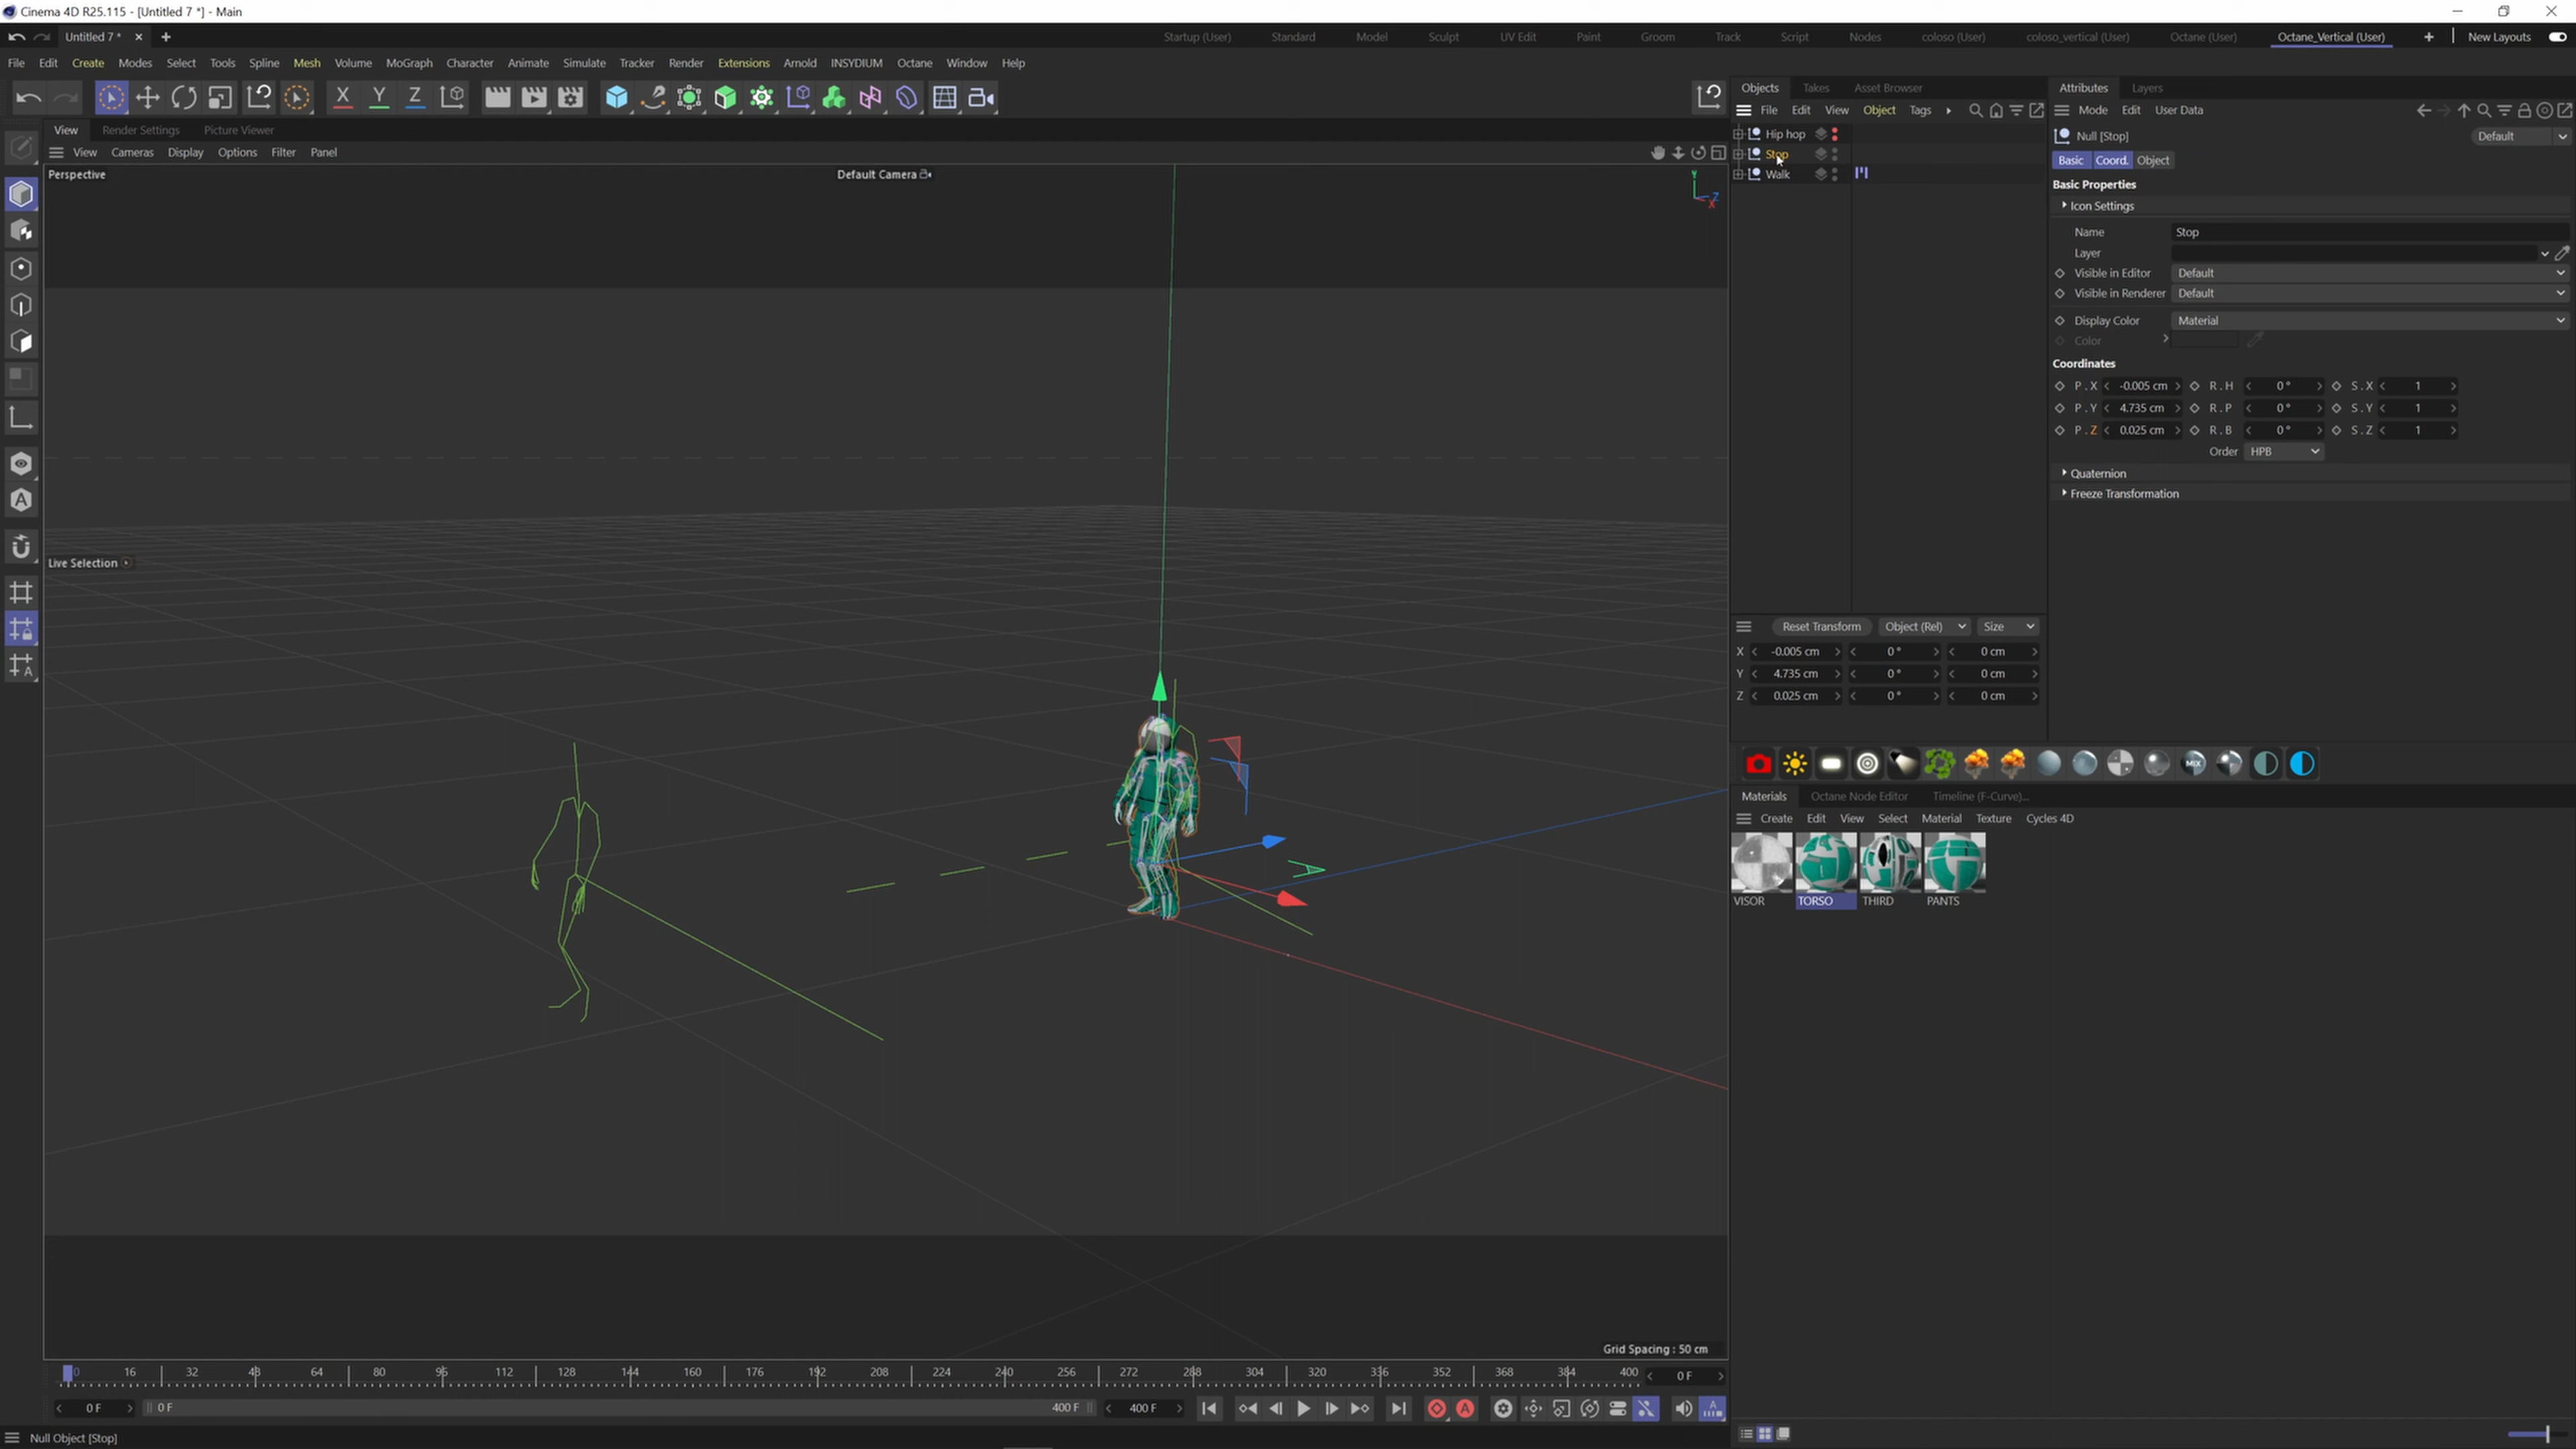 Cinema 4D R25.115 - [Untitled 7 *] - Main
Untitled 7 *
Startup (User) Standard Model Sculpt UV Edit Paint Groom Track Script Nodes coloso (User) coloso_vertical (User) Octane (User) Octane_Vertical (User) New Layouts
File Edit Create Modes Select Tools Spline Mesh Volume MoGraph Character Animate Simulate Tracker Render Extensions Arnold INSYDIUM Octane Window Help
X Y Z
View Render Settings Picture Viewer
View Cameras Display Options Filter Panel
Perspective
Default Camera
Y
Z
X
Live Selection
Grid Spacing : 50 cm
Objects Takes Asset Browser
File Edit View Object Tags
Hip hop
Stop
Walk
Reset Transform Object (Rel) Size
X -0.005 cm 0 ° 0 cm
Y 4.735 cm 0 ° 0 cm
Z 0.025 cm 0 ° 0 cm
Attributes Layers
Mode Edit User Data
Null [Stop] Default
Basic Coord. Object
Basic Properties
Icon Settings
Name Stop
Layer
Visible in Editor Default
Visible in Renderer Default
Display Color Material
Color
Coordinates
P . X -0.005 cm R . H 0 ° S . X 1
P . Y 4.735 cm R . P 0 ° S . Y 1
P . Z 0.025 cm R . B 0 ° S . Z 1
Order HPB
Quaternion
Freeze Transformation
MIX
Materials Octane Node Editor Timeline (F-Curve)...
Create Edit View Select Material Texture Cycles 4D
VISOR TORSO THIRD PANTS
0 16 32 48 64 80 96 112 128 144 160 176 192 208 224 240 256 272 288 304 320 336 352 368 384 400 0 F
0 F 0 F 400 F 400 F
Null Object [Stop]